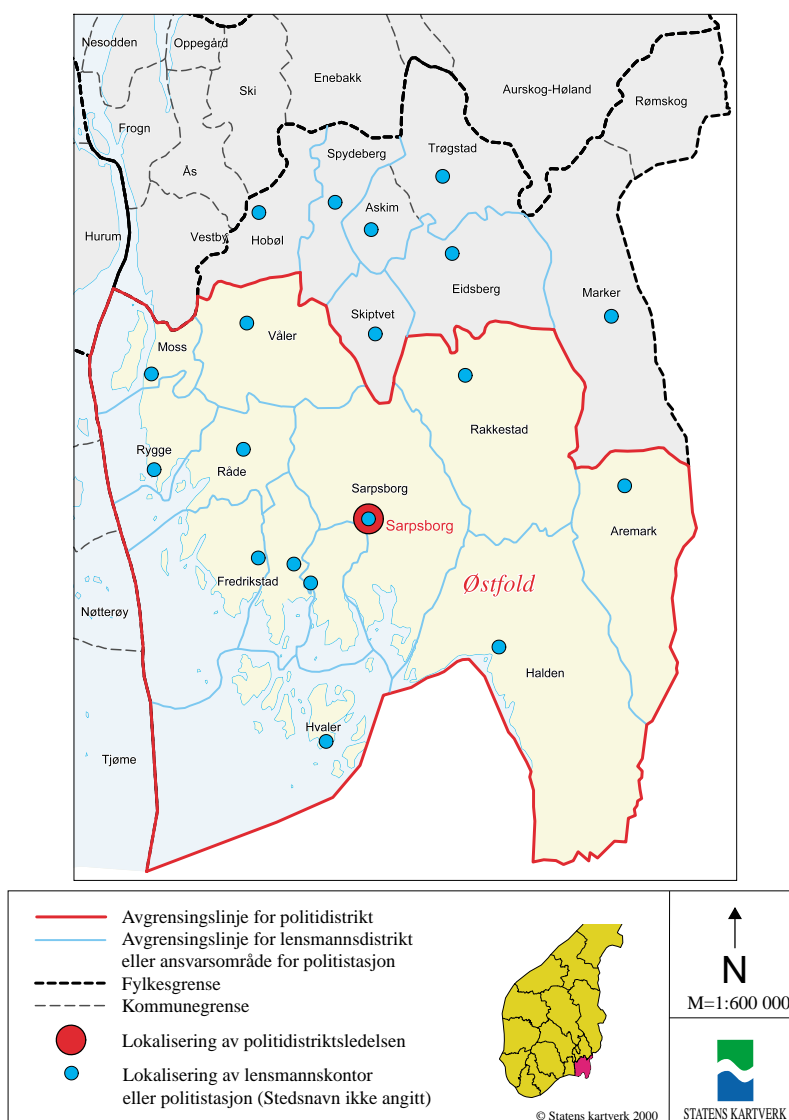 Nesodden
Oppegård
Enebakk
Ski
Aurskog-Høland
Rømskog
Frogn
Ås
Spydeberg
Trøgstad
Askim
Hurum
Vestby
Hobøl
Eidsberg
Marker
Skiptvet
Moss
Våler
Rakkestad
Rygge
Råde
Sarpsborg
Sarpsborg
Aremark
Fredrikstad
Østfold
Nøtterøy
Halden
Hvaler
Tjøme
Avgrensingslinje for politidistrikt
Avgrensingslinje for lensmannsdistrikt
eller ansvarsområde for politistasjon
Fylkesgrense
Kommunegrense
Lokalisering av politidistriktsledelsen
Lokalisering av lensmannskontor
eller politistasjon (Stedsnavn ikke angitt)
© Statens kartverk 2000
N
M=1:600 000
STATENS KARTVERK